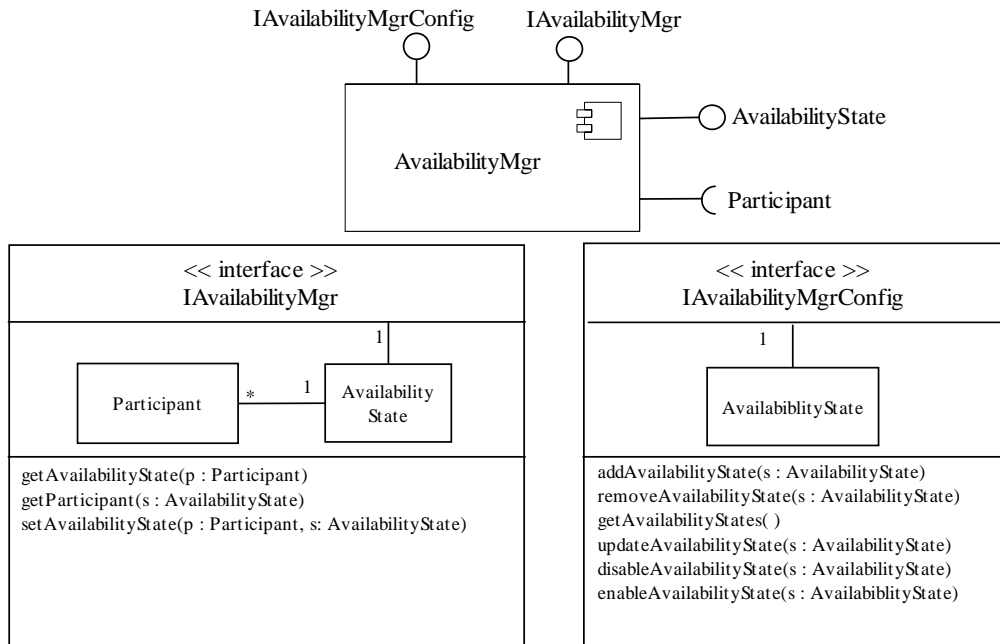 IAvailabilityMgrConfig
IAvailabilityMgr
AvailabilityState
AvailabilityMgr
Participant
<< interface >>
IAvailabilityMgr
1
Participant
*
1
Availability
State
getAvailabilityState(p : Participant)
getParticipant(s : AvailabilityState)
setAvailabilityState(p : Participant, s: AvailabilityState)
<< interface >>
IAvailabilityMgrConfig
1
AvailabiblityState
addAvailabilityState(s : AvailabilityState)
removeAvailabilityState(s : AvailabilityState)
getAvailabilityStates( )
updateAvailabilityState(s : AvailabilityState)
disableAvailabilityState(s : AvailabilityState)
enableAvailabilityState(s : AvailabiblityState)